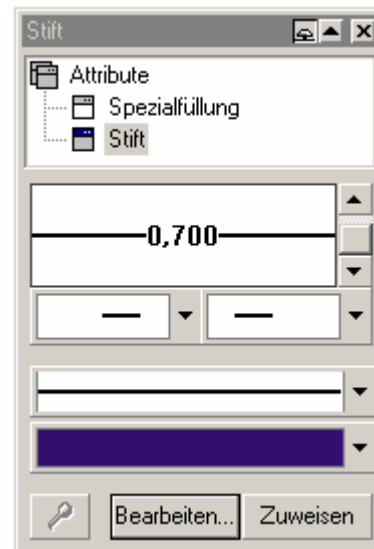 Stift
Attribute
Spezialfüllung
Stift
0,700
Bearbeiten... Zuweisen